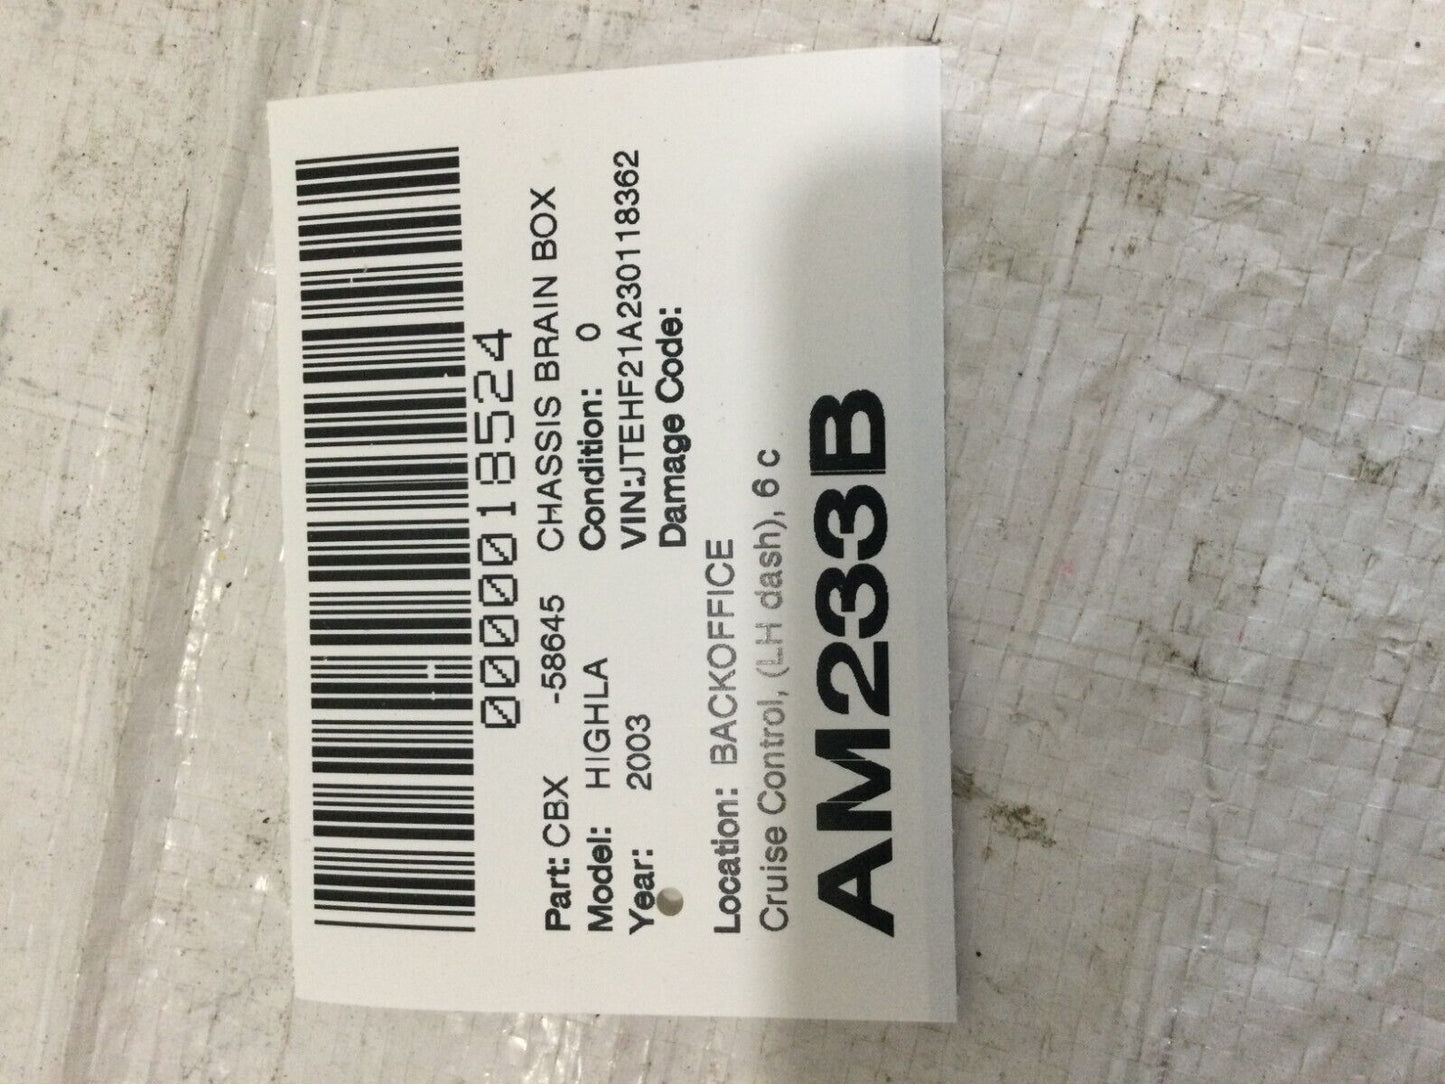 000018524
Part: CBX -58645 CHASSIS BRAIN BOX
Model: HIGHLA Condition: 0
Year: 2003 VIN:JTEHF21A230118362
Damage Code:
Location: BACKOFFICE
Cruise Control, (LH dash), 6 c
AM233B